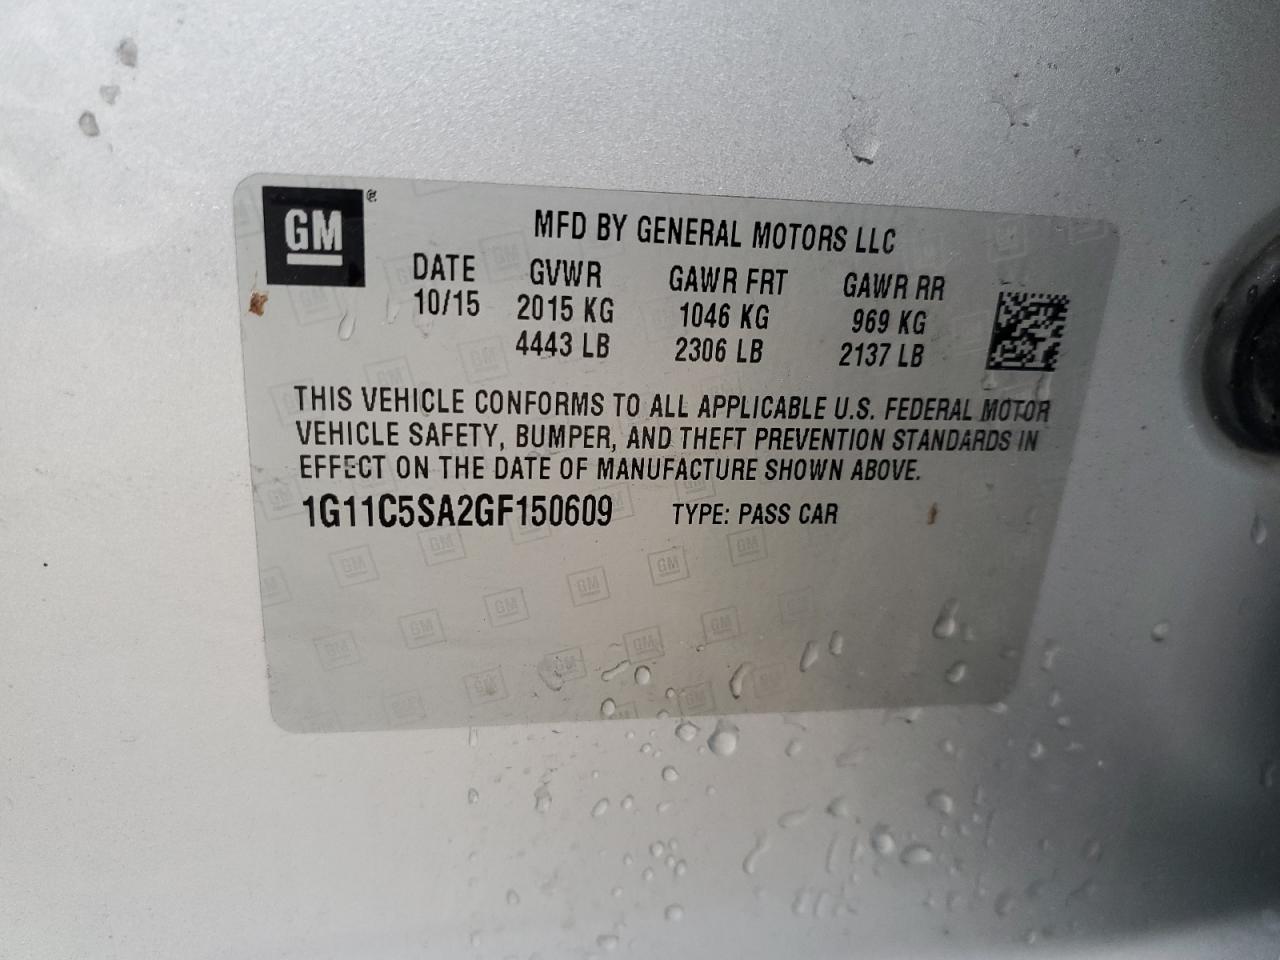 GM
MFD BY GENERAL MOTORS LLC
DATE GVWR GAWR FRT GAWR RR
10/15 2015 KG 1046 KG 969 KG
4443 LB 2306 LB 2137 LB
THIS VEHICLE CONFORMS TO ALL APPLICABLE U.S. FEDERAL MOTOR
VEHICLE SAFETY, BUMPER, AND THEFT PREVENTION STANDARDS IN
EFFECT ON THE DATE OF MANUFACTURE SHOWN ABOVE.
1G11C5SA2GF150609 TYPE: PASS CAR